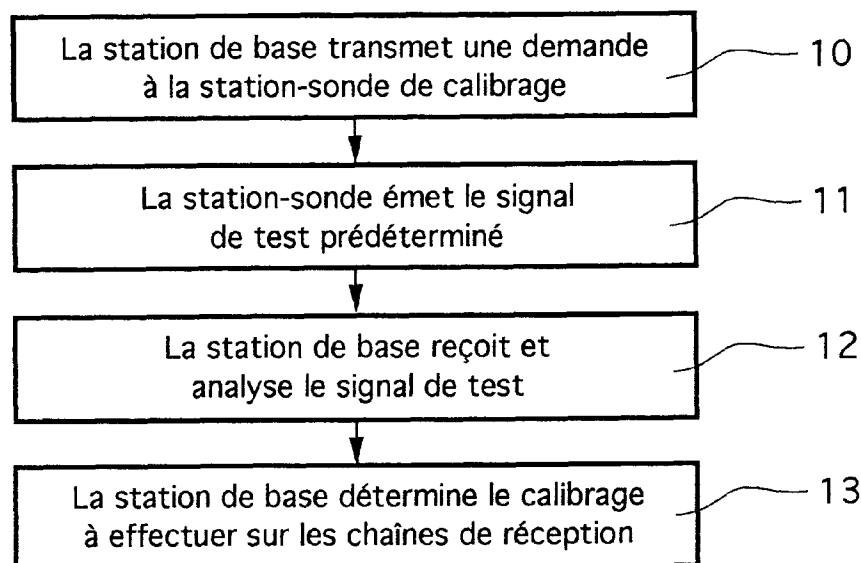 La station de base transmet une demande
à la station-sonde de calibrage
10
La station-sonde émet le signal
de test prédéterminé
11
La station de base reçoit et
analyse le signal de test
12
La station de base détermine le calibrage
à effectuer sur les chaînes de réception
13